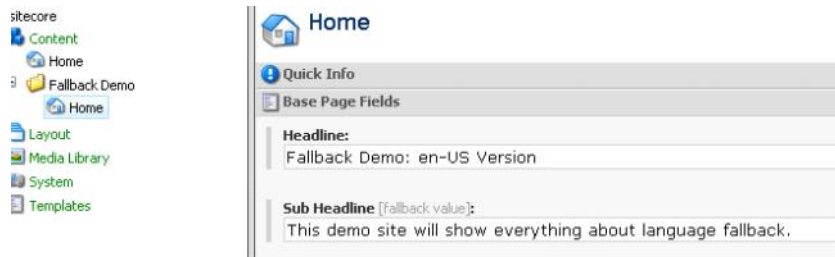 sitecore
Content
Home
Fallback Demo
Home
Layout
Media Library
System
Templates
Home
Quick Info
Base Page Fields
Headline:
Fallback Demo: en-US Version
Sub Headline [fallback value]:
This demo site will show everything about language fallback.